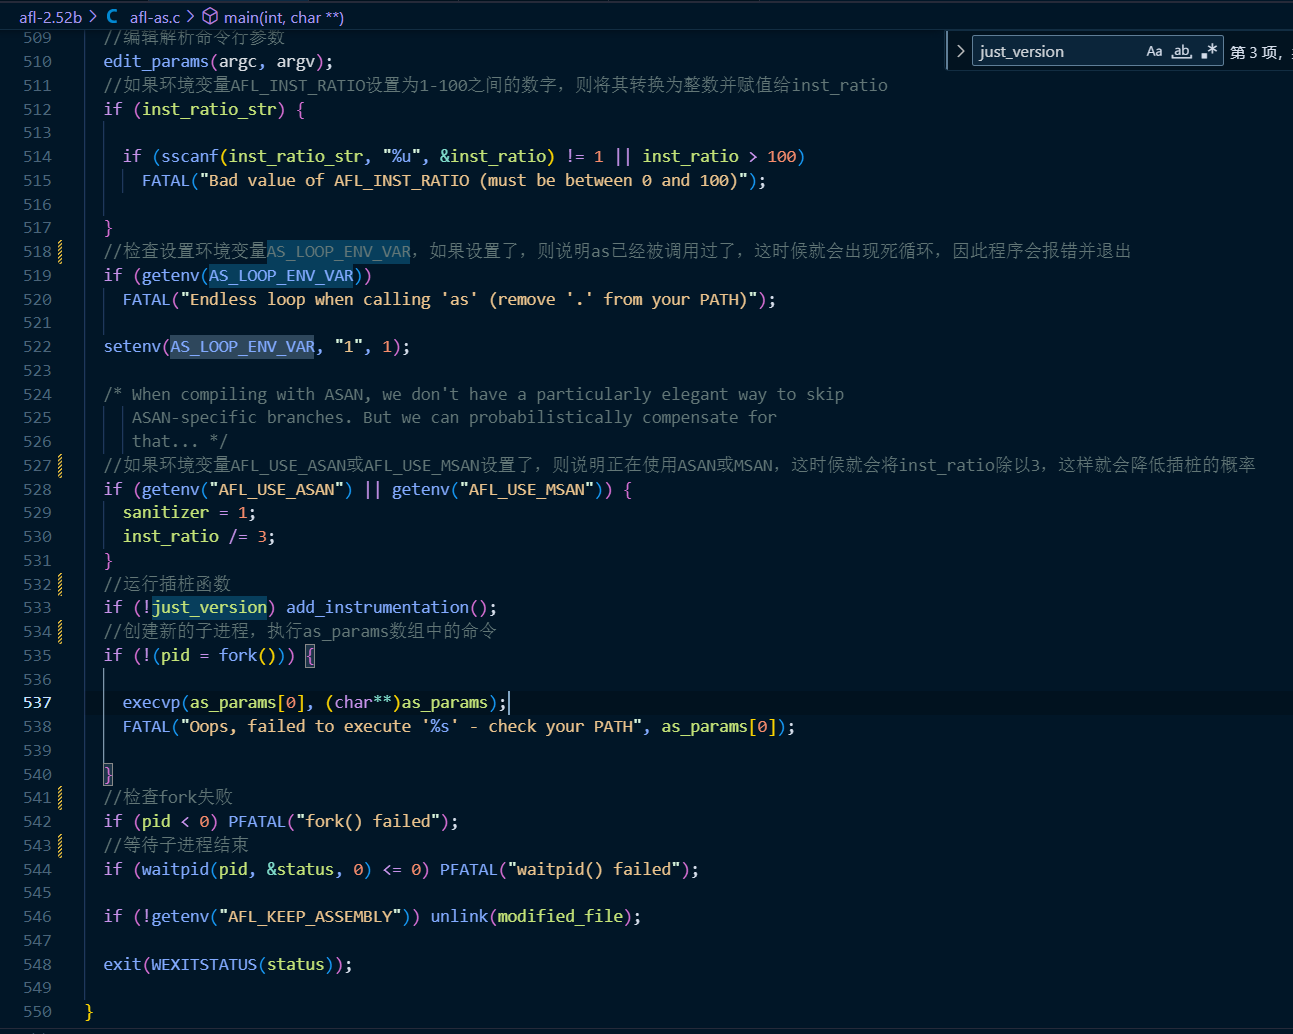 afl-2.52b > C afl-as.c > main(int, char **)
just_version Aa ab .* 第 3 项,
509 //编辑解析命令行参数
510 edit_params(argc, argv);
511 //如果环境变量AFL_INST_RATIO设置为1-100之间的数字，则将其转换为整数并赋值给inst_ratio
512 if (inst_ratio_str) {
513
514 if (sscanf(inst_ratio_str, "%u", &inst_ratio) != 1 || inst_ratio > 100)
515 FATAL("Bad value of AFL_INST_RATIO (must be between 0 and 100)");
516
517 }
518 //检查设置环境变量AS_LOOP_ENV_VAR，如果设置了，则说明as已经被调用过了，这时候就会出现死循环，因此程序会报错并退出
519 if (getenv(AS_LOOP_ENV_VAR))
520 FATAL("Endless loop when calling 'as' (remove '.' from your PATH)");
521
522 setenv(AS_LOOP_ENV_VAR, "1", 1);
523
524 /* When compiling with ASAN, we don't have a particularly elegant way to skip
525 ASAN-specific branches. But we can probabilistically compensate for
526 that... */
527 //如果环境变量AFL_USE_ASAN或AFL_USE_MSAN设置了，则说明正在使用ASAN或MSAN，这时候就会将inst_ratio除以3，这样就会降低插桩的概率
528 if (getenv("AFL_USE_ASAN") || getenv("AFL_USE_MSAN")) {
529 sanitizer = 1;
530 inst_ratio /= 3;
531 }
532 //运行插桩函数
533 if (!just_version) add_instrumentation();
534 //创建新的子进程，执行as_params数组中的命令
535 if (!(pid = fork())) {
536
537 execvp(as_params[0], (char**)as_params);
538 FATAL("Oops, failed to execute '%s' - check your PATH", as_params[0]);
539
540 }
541 //检查fork失败
542 if (pid < 0) PFATAL("fork() failed");
543 //等待子进程结束
544 if (waitpid(pid, &status, 0) <= 0) PFATAL("waitpid() failed");
545
546 if (!getenv("AFL_KEEP_ASSEMBLY")) unlink(modified_file);
547
548 exit(WEXITSTATUS(status));
549
550 }